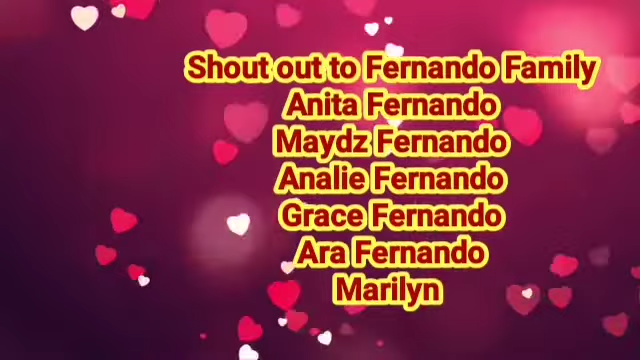 Shout out to Fernando Family
Anita Fernando
Maydz Fernando
Analie Fernando
Grace Fernando
Ara Fernando
Marilyn